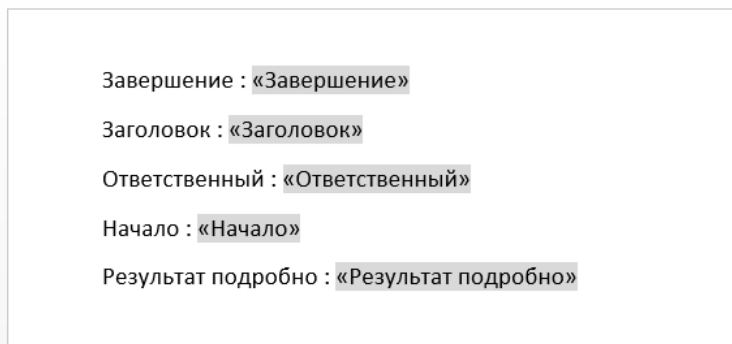 Завершение : «Завершение»
Заголовок : «Заголовок»
Ответственный : «Ответственный»
Начало : «Начало»
Результат подробно : «Результат подробно»